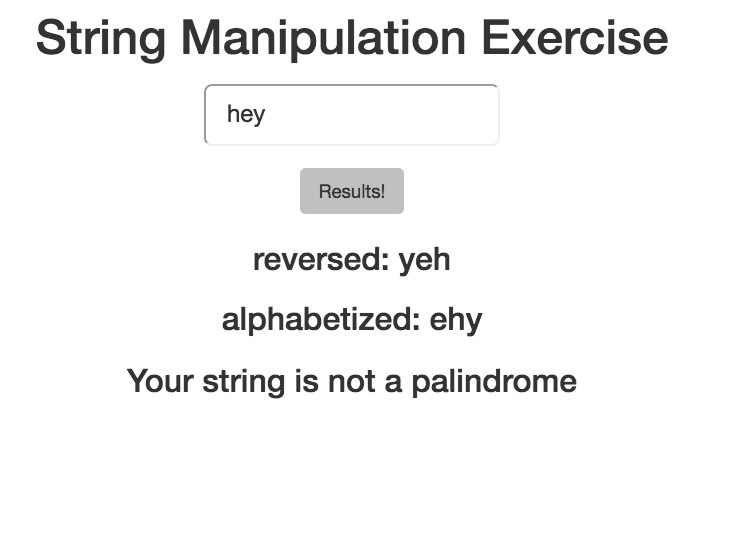 String Manipulation Exercise
hey
Results!
reversed: yeh
alphabetized: ehy
Your string is not a palindrome